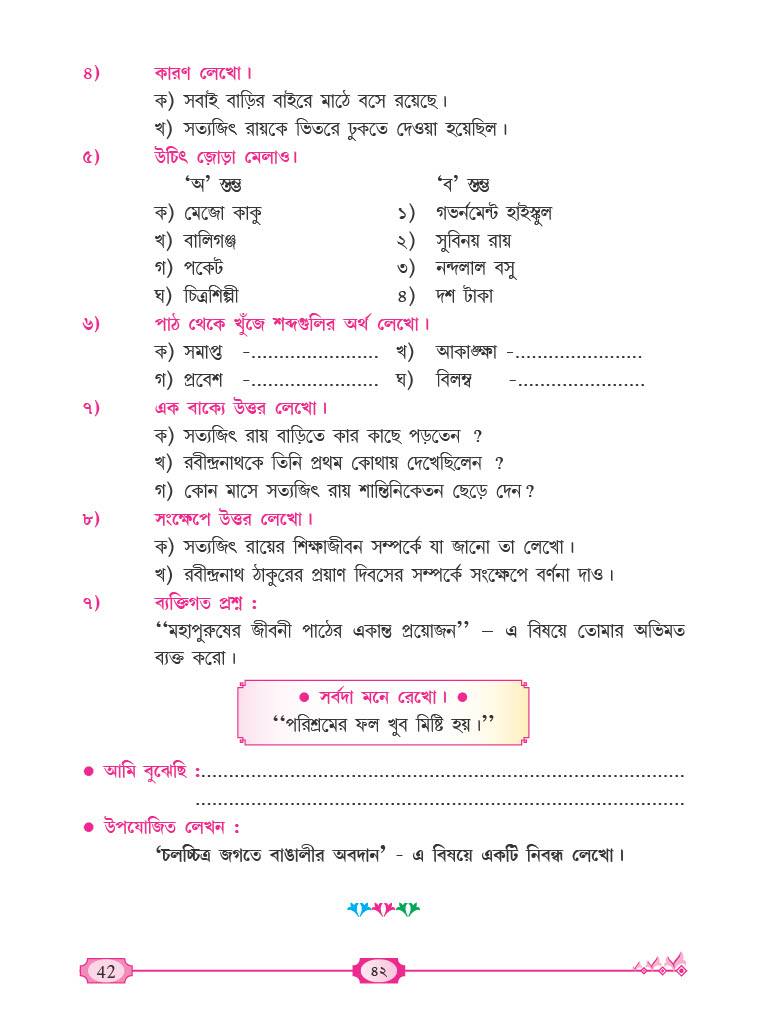 ৪) কারণ লেখো।
ক) সবাই বাড়ির বাইরে মাঠে বসে রয়েছে।
খ) সত্যজিৎ রায়কে ভিতরে ঢুকতে দেওয়া হয়েছিল।
৫) উচিৎ জ়োড়া মেলাও।
‘অ’ স্তম্ভ ‘ব’ স্তম্ভ
ক) মেজো কাকু ১) গভর্নমেন্ট হাইস্কুল
খ) বালিগঞ্জ ২) সুবিনয় রায়
গ) পকেট ৩) নন্দলাল বসু
ঘ) চিত্রশিল্পী ৪) দশ টাকা
৬) পাঠ থেকে খুঁজে শব্দগুলির অর্থ লেখো।
ক) সমাপ্ত -....................... খ) আকাঙ্ক্ষা -.......................
গ) প্রবেশ -....................... ঘ) বিলম্ব -.......................
৭) এক বাক্যে উত্তর লেখো।
ক) সত্যজিৎ রায় বাড়িতে কার কাছে পড়তেন ?
খ) রবীন্দ্রনাথকে তিনি প্রথম কোথায় দেখেছিলেন ?
গ) কোন মাসে সত্যজিৎ রায় শান্তিনিকেতন ছেড়ে দেন?
৮) সংক্ষেপে উত্তর লেখো।
ক) সত্যজিৎ রায়ের শিক্ষাজীবন সম্পর্কে যা জানো তা লেখো।
খ) রবীন্দ্রনাথ ঠাকুরের প্রয়াণ দিবসের সম্পর্কে সংক্ষেপে বর্ণনা দাও।
৭) ব্যক্তিগত প্রশ্ন :
‘‘মহাপুরুষের জীবনী পাঠের একান্ত প্রয়োজন’’ – এ বিষয়ে তোমার অভিমত
ব্যক্ত করো।
● সর্বদা মনে রেখো। ●
‘‘পরিশ্রমের ফল খুব মিষ্টি হয়।’’
● আমি বুঝেছি :.......................................................................................
........................................................................................
● উপযোজিত লেখন :
‘চলচ্চিত্র জগতে বাঙালীর অবদান’ - এ বিষয়ে একটি নিবন্ধ লেখো।
42 ৪২